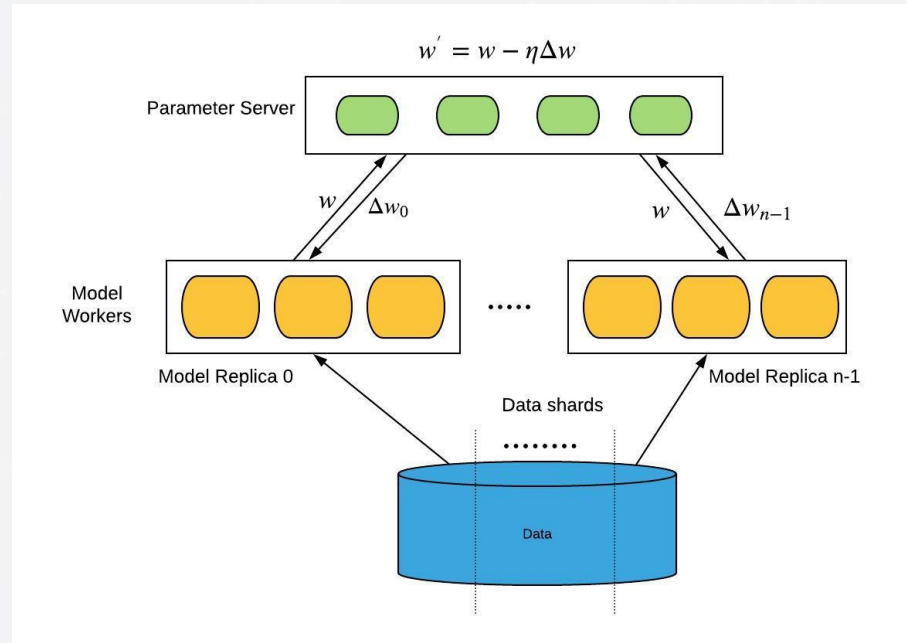 w′ = w − ηΔw
Parameter Server
w
Δw₀
w
Δwₙ₋₁
Model
Workers
.....
Model Replica 0
Model Replica n-1
Data shards
........
Data